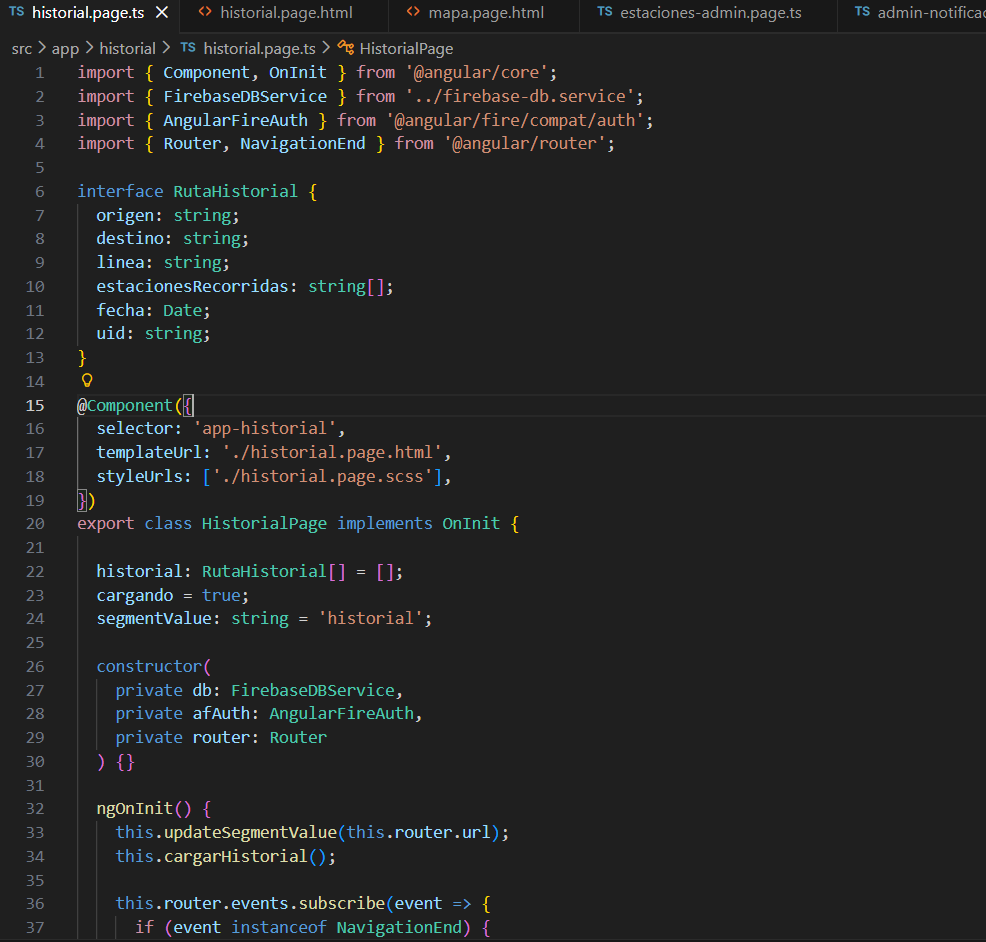 TS historial.page.ts × <> historial.page.html <> mapa.page.html TS estaciones-admin.page.ts TS admin-notificac
src > app > historial > TS historial.page.ts > HistorialPage
1 import { Component, OnInit } from '@angular/core';
2 import { FirebaseDBService } from '../firebase-db.service';
3 import { AngularFireAuth } from '@angular/fire/compat/auth';
4 import { Router, NavigationEnd } from '@angular/router';
5
6 interface RutaHistorial {
7   origen: string;
8   destino: string;
9   linea: string;
10   estacionesRecorridas: string[];
11   fecha: Date;
12   uid: string;
13 }
14
15 @Component({
16   selector: 'app-historial',
17   templateUrl: './historial.page.html',
18   styleUrls: ['./historial.page.scss'],
19 })
20 export class HistorialPage implements OnInit {
21
22   historial: RutaHistorial[] = [];
23   cargando = true;
24   segmentValue: string = 'historial';
25
26   constructor(
27     private db: FirebaseDBService,
28     private afAuth: AngularFireAuth,
29     private router: Router
30   ) {}
31
32   ngOnInit() {
33     this.updateSegmentValue(this.router.url);
34     this.cargarHistorial();
35
36     this.router.events.subscribe(event => {
37       if (event instanceof NavigationEnd) {